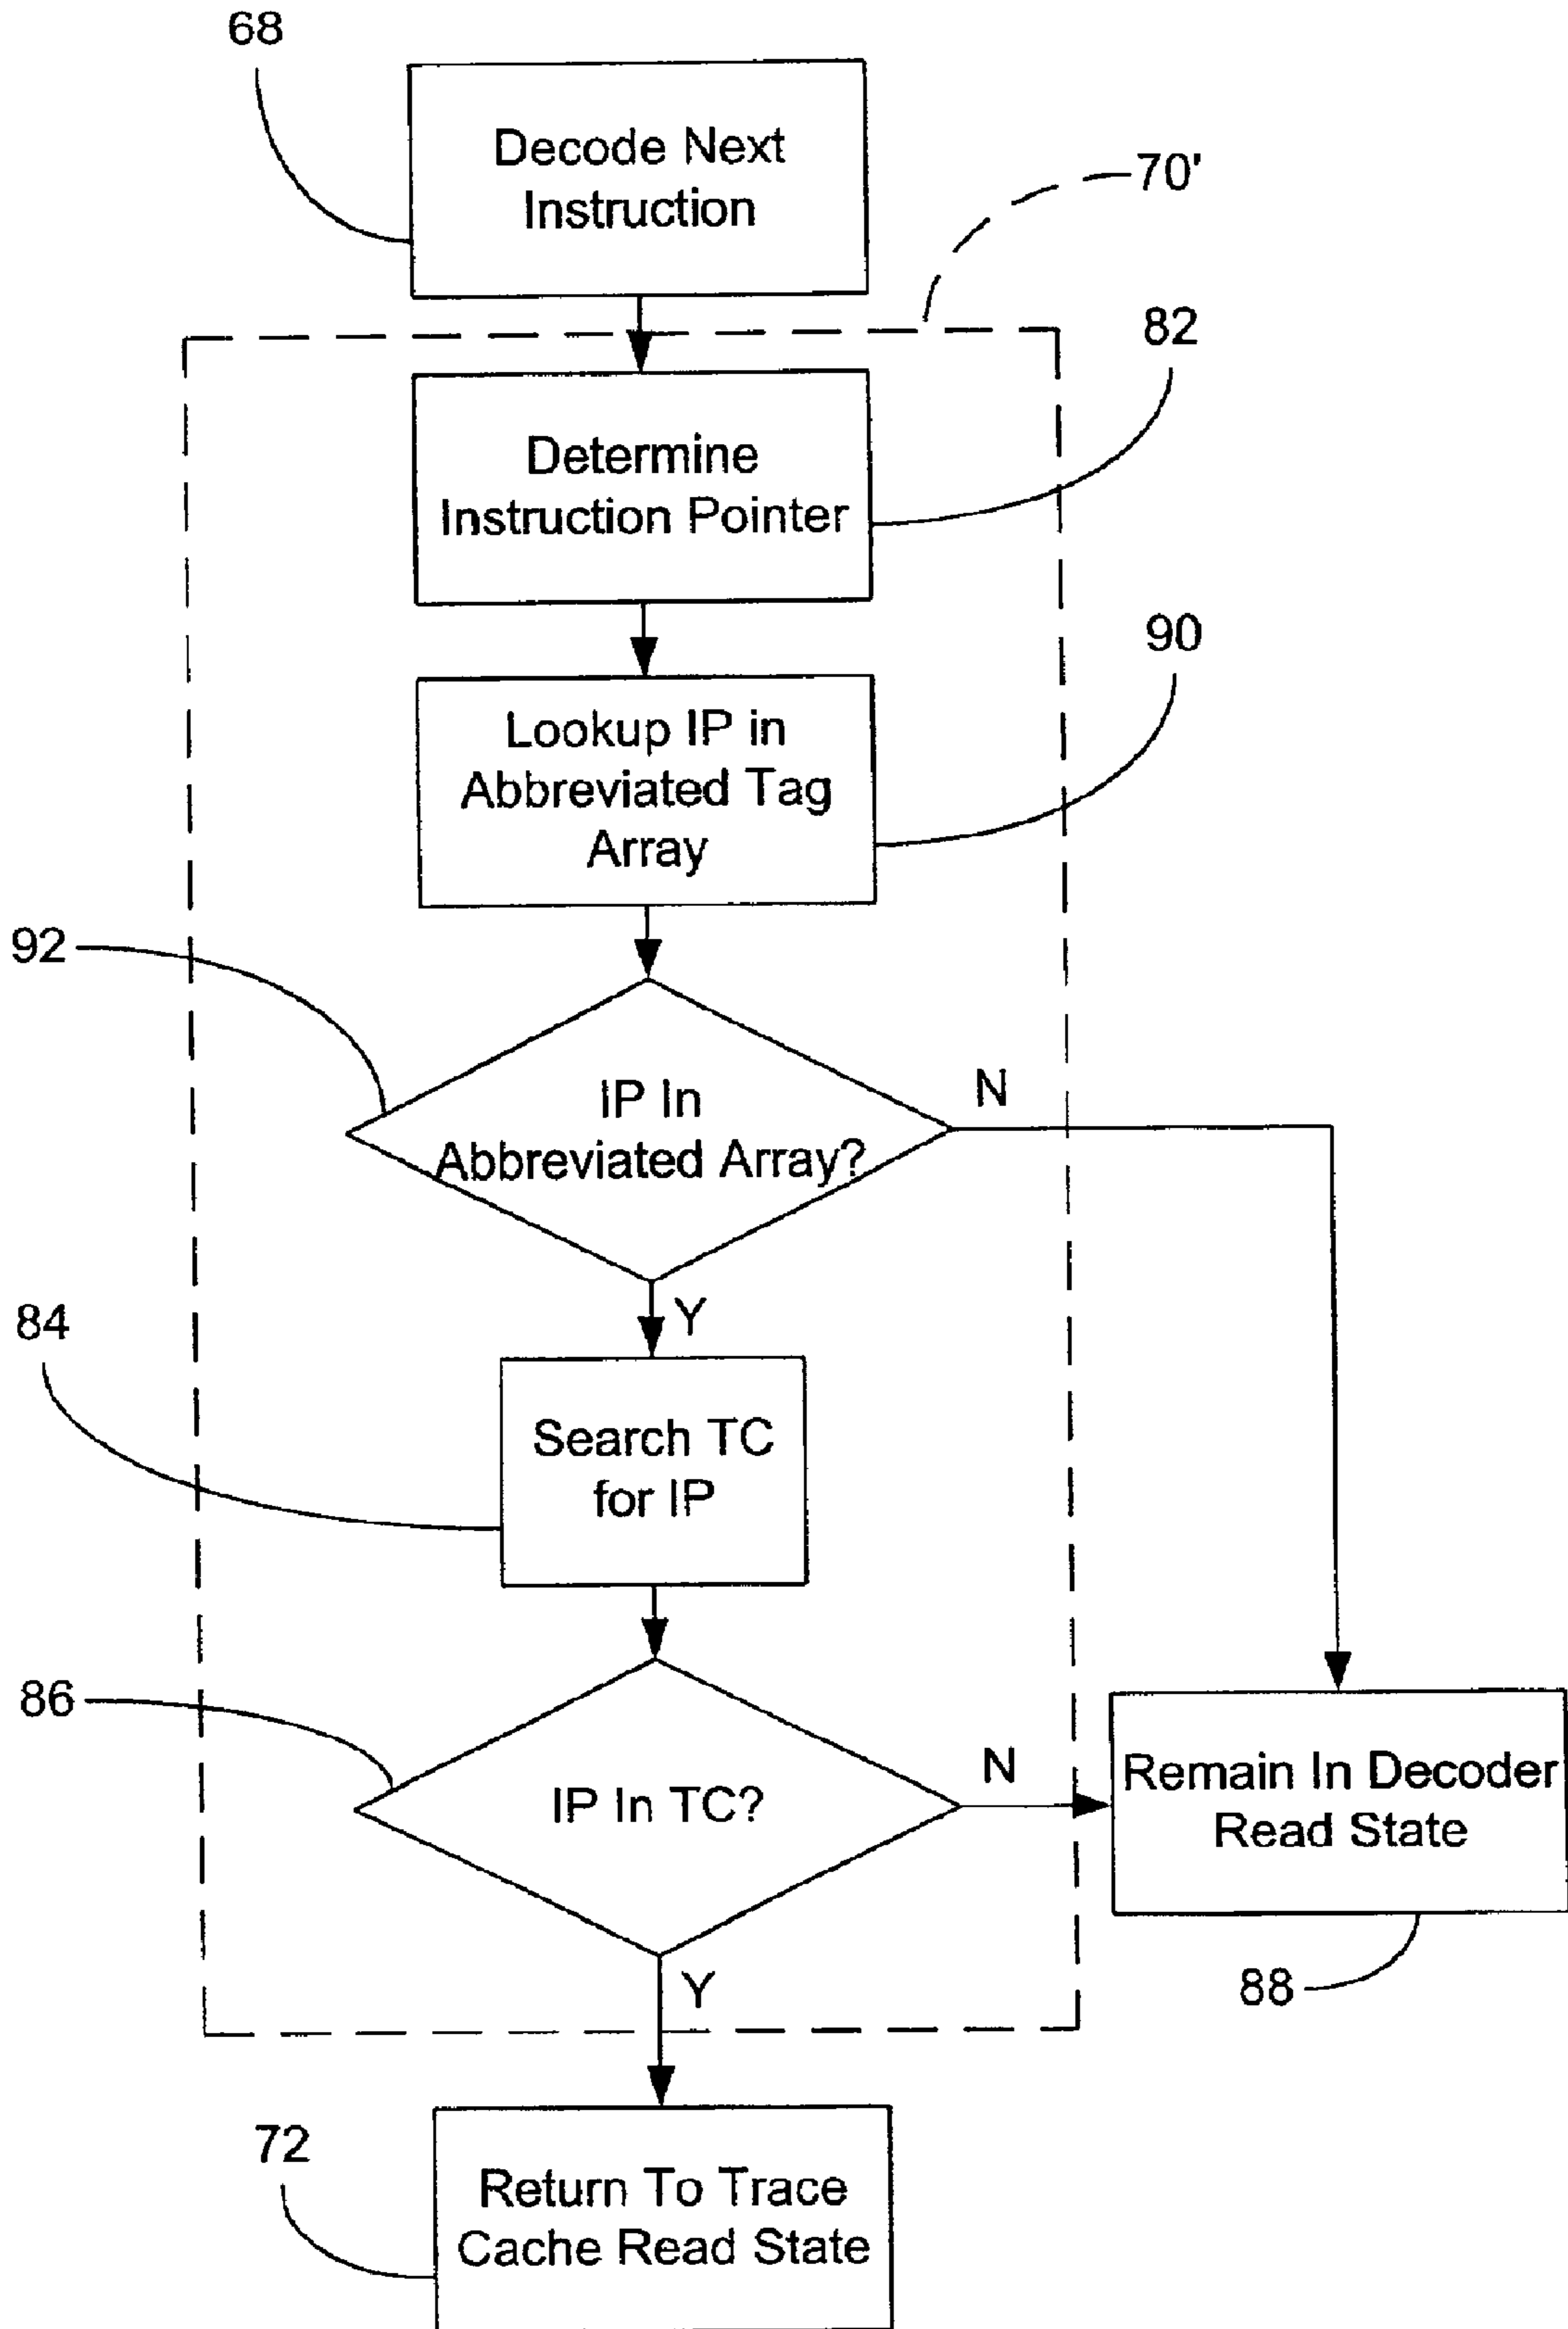 68
Decode Next
Instruction
70'
82
Determine
Instruction Pointer
90
Lookup IP in
Abbreviated Tag
Array
92
IP In
Abbreviated Array?
N
Y
84
Search TC
for IP
86
IP In TC?
N
Remain In Decoder
Read State
88
Y
72
Return To Trace
Cache Read State